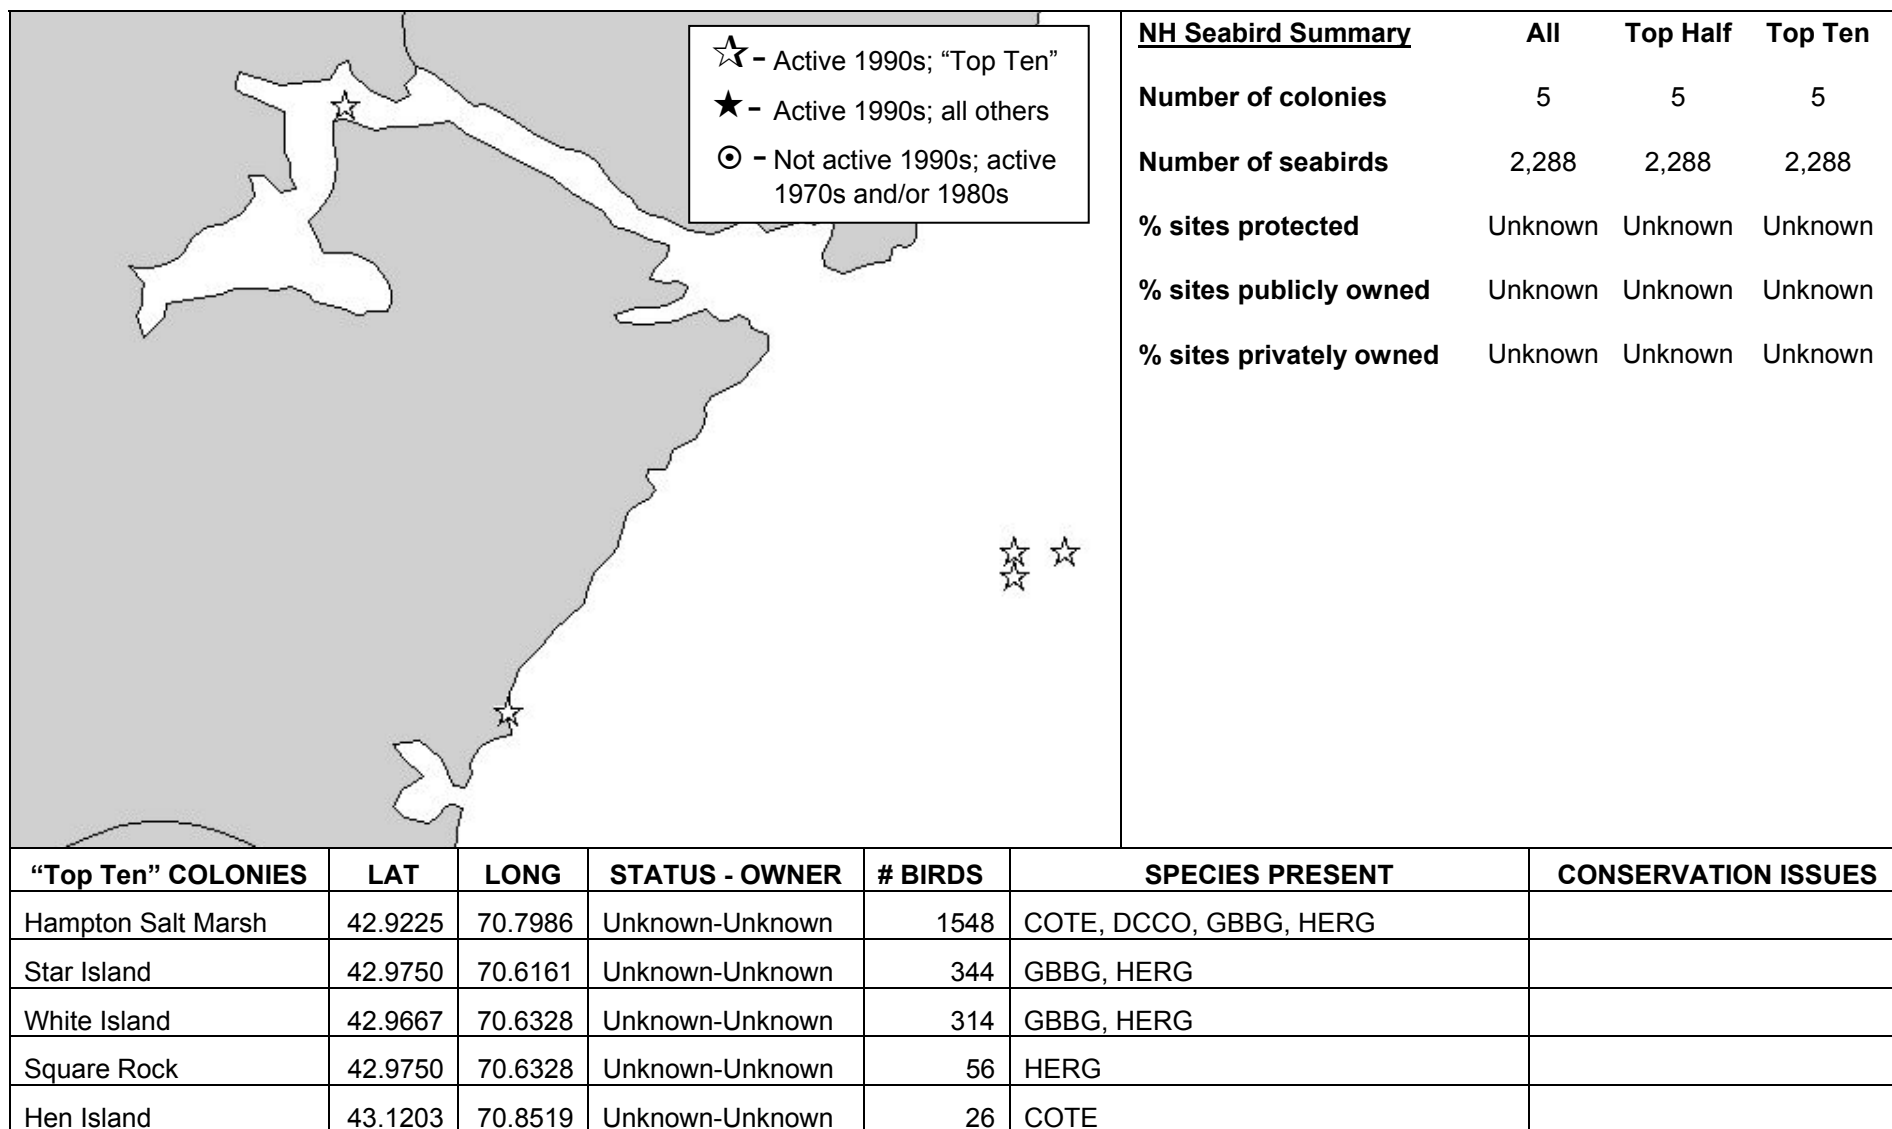 ☆ - Active 1990s; “Top Ten”
★ - Active 1990s; all others
⊙ - Not active 1990s; active
1970s and/or 1980s
NH Seabird Summary All Top Half Top Ten
Number of colonies 5 5 5
Number of seabirds 2,288 2,288 2,288
% sites protected Unknown Unknown Unknown
% sites publicly owned Unknown Unknown Unknown
% sites privately owned Unknown Unknown Unknown
“Top Ten” COLONIES LAT LONG STATUS - OWNER # BIRDS SPECIES PRESENT CONSERVATION ISSUES
Hampton Salt Marsh 42.9225 70.7986 Unknown-Unknown 1548 COTE, DCCO, GBBG, HERG
Star Island 42.9750 70.6161 Unknown-Unknown 344 GBBG, HERG
White Island 42.9667 70.6328 Unknown-Unknown 314 GBBG, HERG
Square Rock 42.9750 70.6328 Unknown-Unknown 56 HERG
Hen Island 43.1203 70.8519 Unknown-Unknown 26 COTE